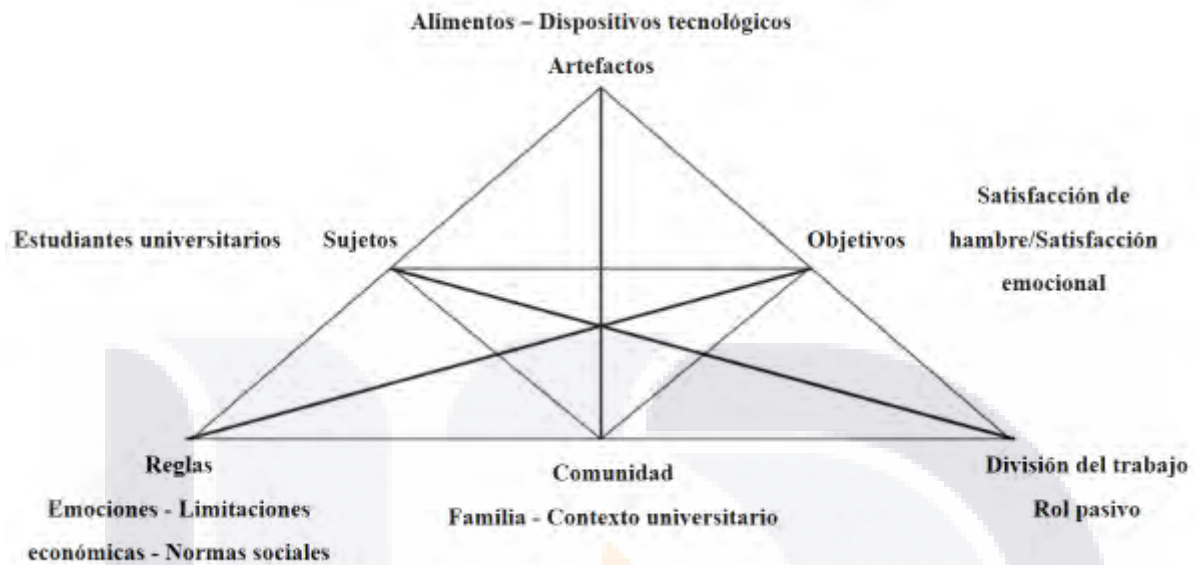 Alimentos – Dispositivos tecnológicos
Artefactos
Satisfacción de
Estudiantes universitarios
Sujetos
Objetivos
hambre/Satisfacción
emocional
Reglas
Comunidad
División del trabajo
Emociones - Limitaciones
Familia - Contexto universitario
Rol pasivo
económicas - Normas sociales